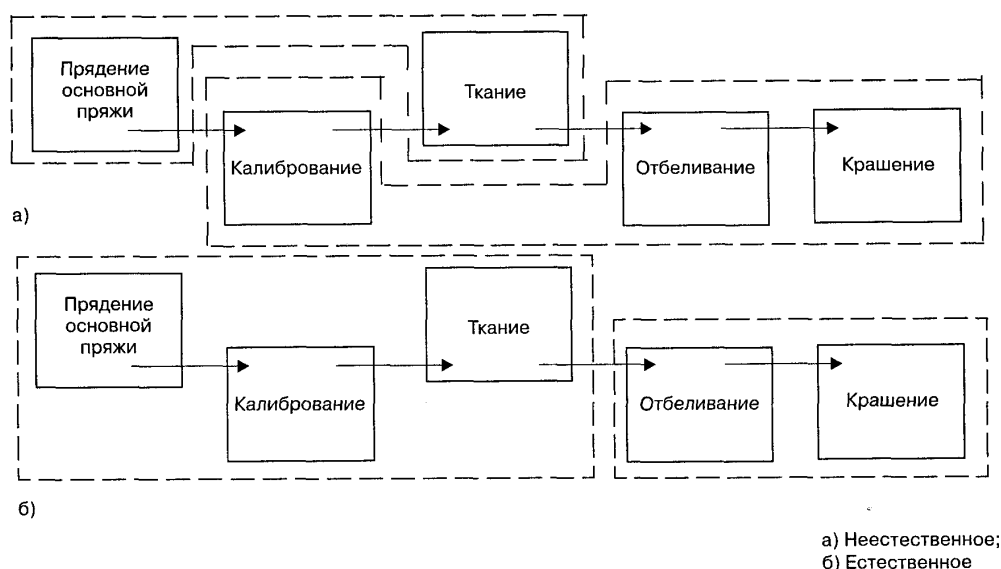 Прядение
основной
пряжи
Ткание
Калибрование
Отбеливание
Крашение
а)
Прядение
основной
пряжи
Ткание
Калибрование
Отбеливание
Крашение
б)
а) Неестественное;
б) Естественное